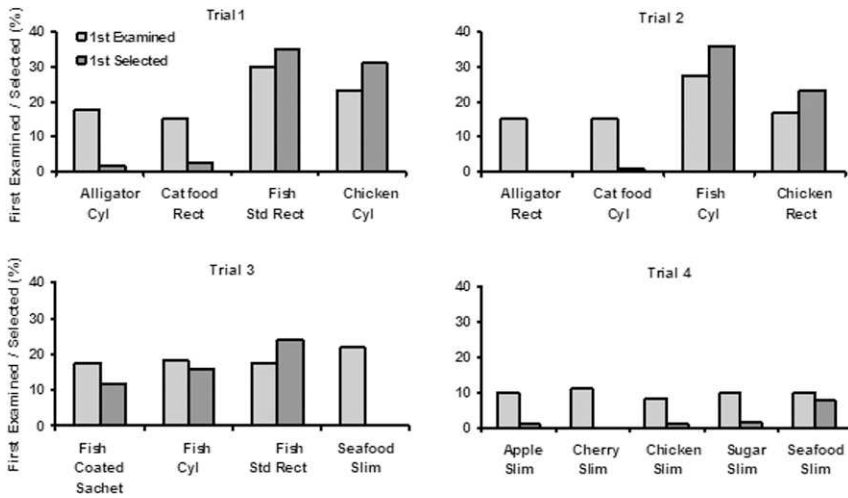 Trial 1
First Examined / Selected (%)
40
30
20
10
0
1st Examined
1st Selected
Alligator Cat food Fish Chicken
Cyl Rect Std Rect Cyl
Trial 2
40
30
20
10
0
Alligator Cat food Fish Chicken
Rect Cyl Cyl Rect
Trial 3
First Examined / Selected (%)
40
30
20
10
0
Fish Fish Fish Seafood
Coated Cyl Std Rect Slim
Sachet
Trial 4
40
30
20
10
0
Apple Cherry Chicken Sugar Seafood
Slim Slim Slim Slim Slim